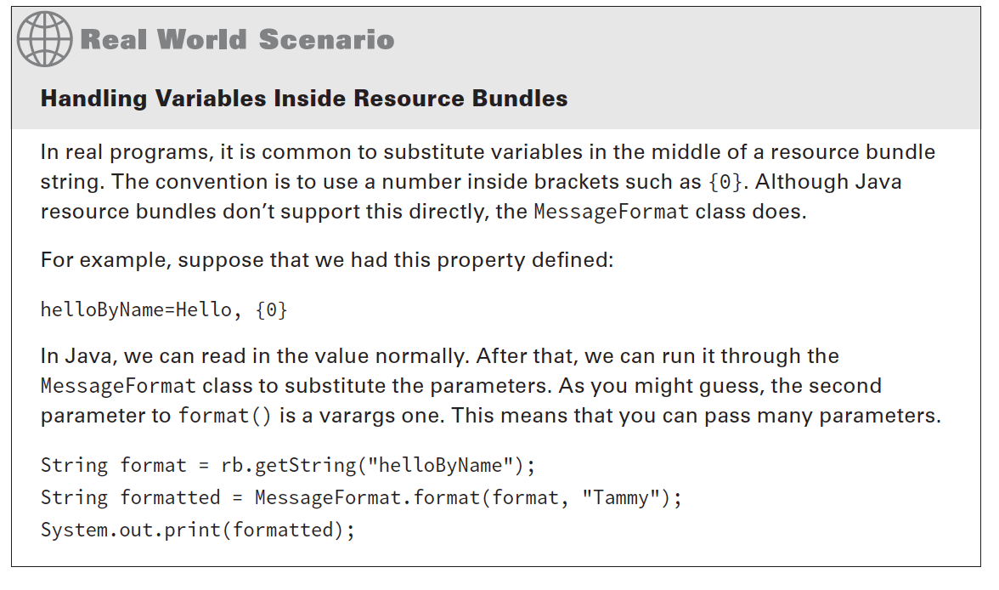 Real World Scenario
Handling Variables Inside Resource Bundles
In real programs, it is common to substitute variables in the middle of a resource bundle
string. The convention is to use a number inside brackets such as {0}. Although Java
resource bundles don’t support this directly, the MessageFormat class does.
For example, suppose that we had this property defined:
helloByName=Hello, {0}
In Java, we can read in the value normally. After that, we can run it through the
MessageFormat class to substitute the parameters. As you might guess, the second
parameter to format() is a varargs one. This means that you can pass many parameters.
String format = rb.getString("helloByName");
String formatted = MessageFormat.format(format, "Tammy");
System.out.print(formatted);